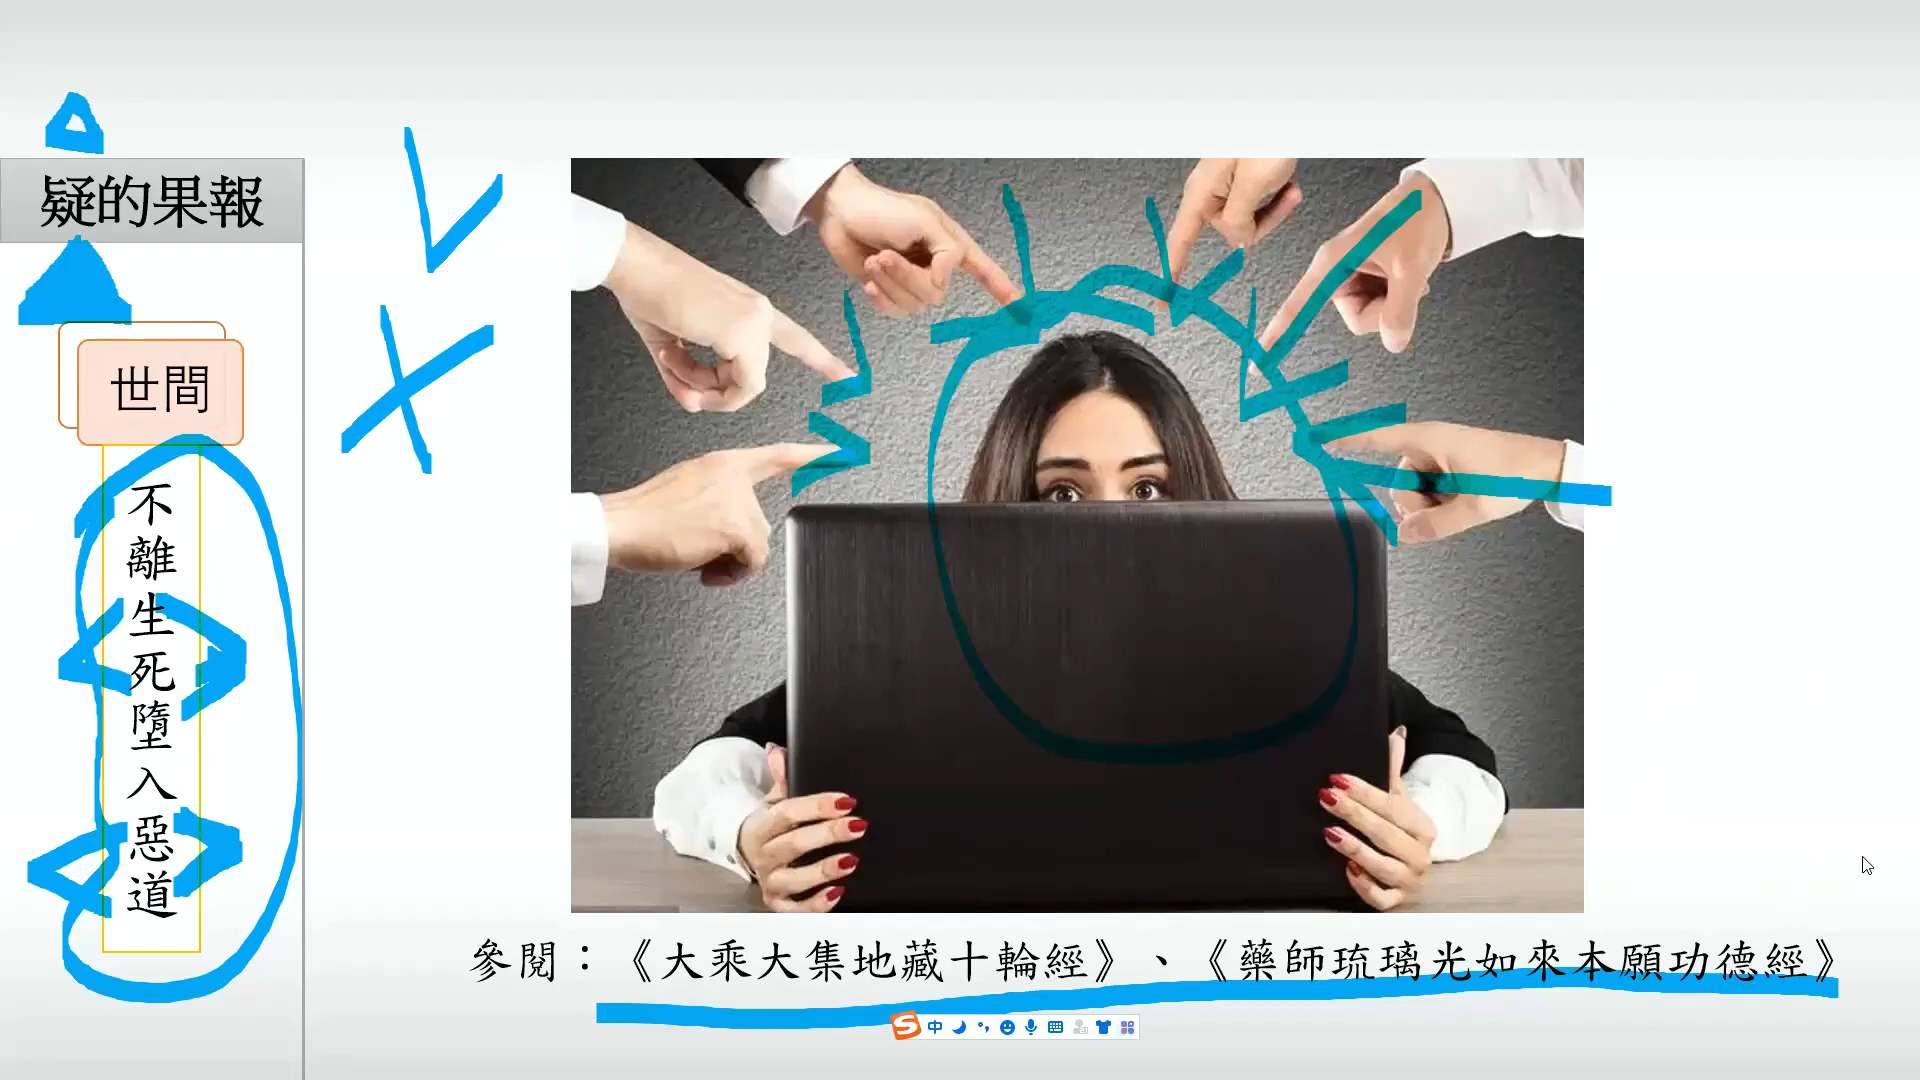 疑的果報
世間
不離生死墮入惡道
參閱：《大乘大集地藏十輪經》、《藥師琉璃光如來本願功德經》
中